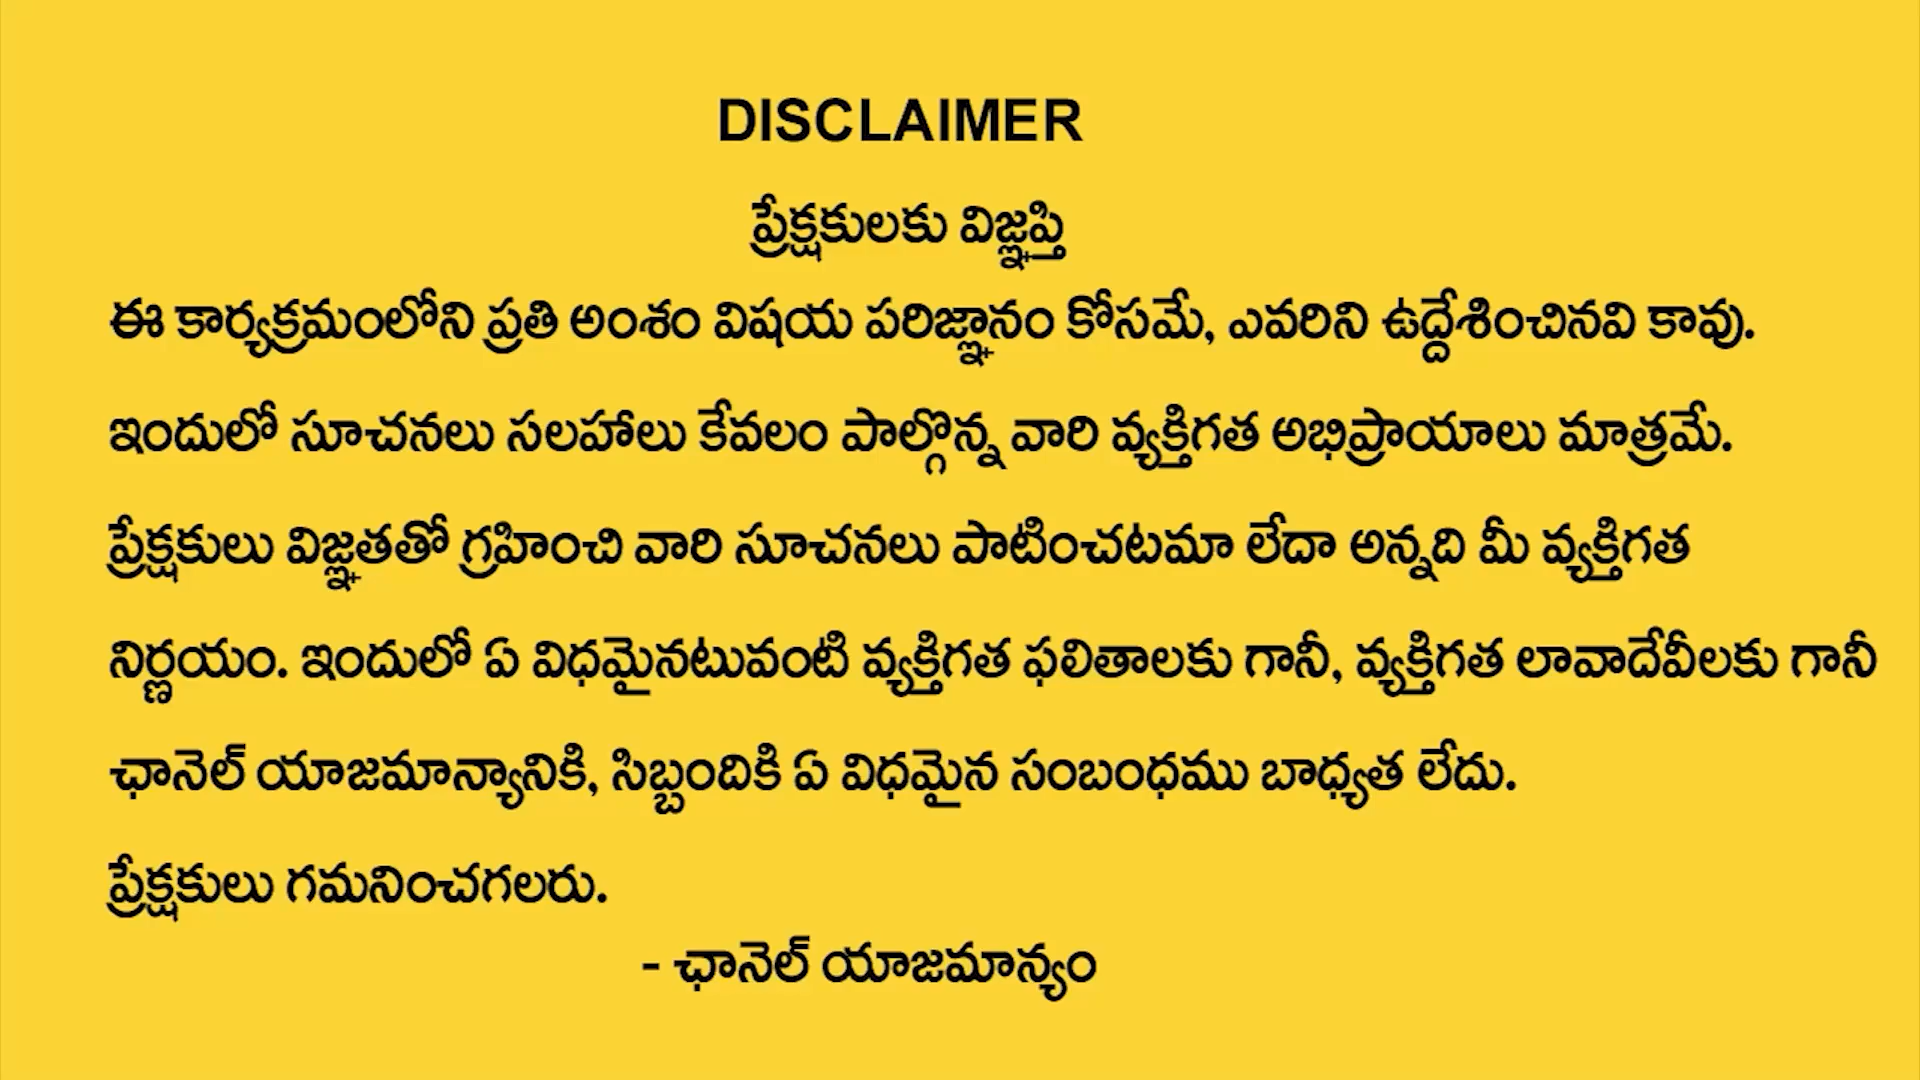 DISCLAIMER
ప్రేక్షకులకు విజ్ఞప్తి
ఈ కార్యక్రమంలోని ప్రతి అంశం విషయ పరిజ్ఞానం కోసమే, ఎవరిని ఉద్దేశించినవి కావు.
ఇందులో సూచనలు సలహాలు కేవలం పాల్గొన్న వారి వ్యక్తిగత అభిప్రాయాలు మాత్రమే.
ప్రేక్షకులు విజ్ఞతతో గ్రహించి వారి సూచనలు పాటించటమా లేదా అన్నది మీ వ్యక్తిగత
నిర్ణయం. ఇందులో ఏ విధమైనటువంటి వ్యక్తిగత ఫలితాలకు గానీ, వ్యక్తిగత లావాదేవీలకు గానీ
ఛానెల్ యాజమాన్యానికి, సిబ్బందికి ఏ విధమైన సంబంధము బాధ్యత లేదు.
ప్రేక్షకులు గమనించగలరు.
- ఛానెల్ యాజమాన్యం